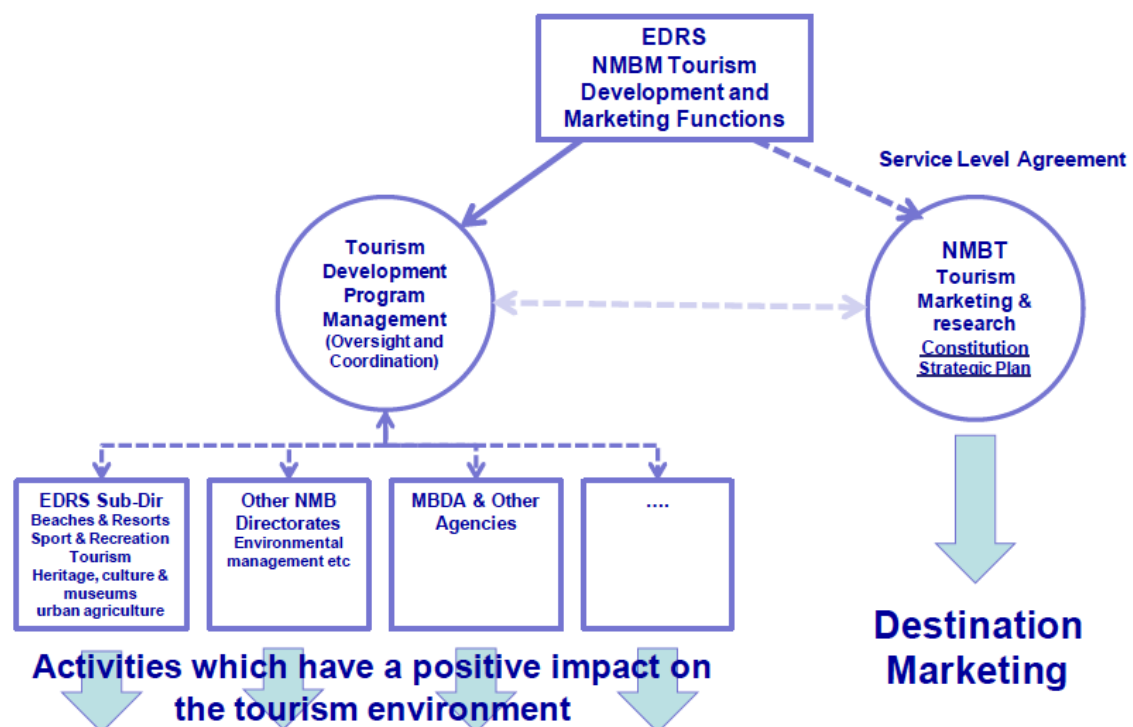 EDRS
NMBM Tourism
Development and
Marketing Functions
Service Level Agreement
Tourism
Development
Program
Management
(Oversight and
Coordination)
NMBT
Tourism
Marketing &
research
Constitution
Strategic Plan
EDRS Sub-Dir
Beaches & Resorts
Sport & Recreation
Tourism
Heritage, culture &
museums
urban agriculture
Other NMB
Directorates
Environmental
management etc
MBDA & Other
Agencies
....
Activities which have a positive impact on
the tourism environment
Destination
Marketing